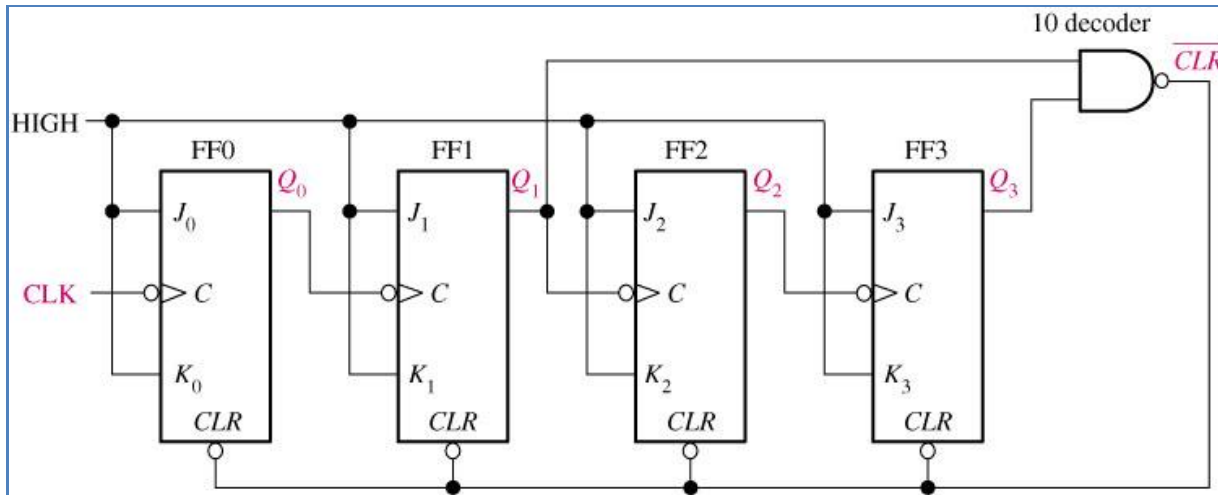 10 decoder
CLR
HIGH
FF0 FF1 FF2 FF3
Q0 Q1 Q2 Q3
J0 J1 J2 J3
CLK C C C C
K0 K1 K2 K3
CLR CLR CLR CLR